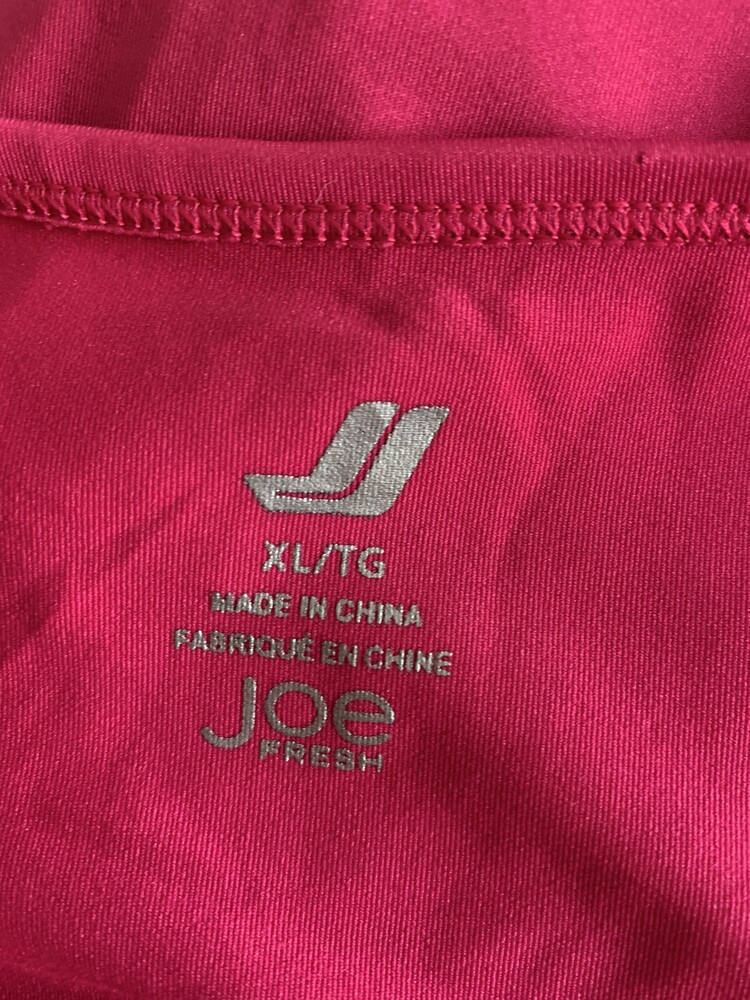 XL/TG
MADE IN CHINA
FABRIQUÉ EN CHINE
Joe
FRESH